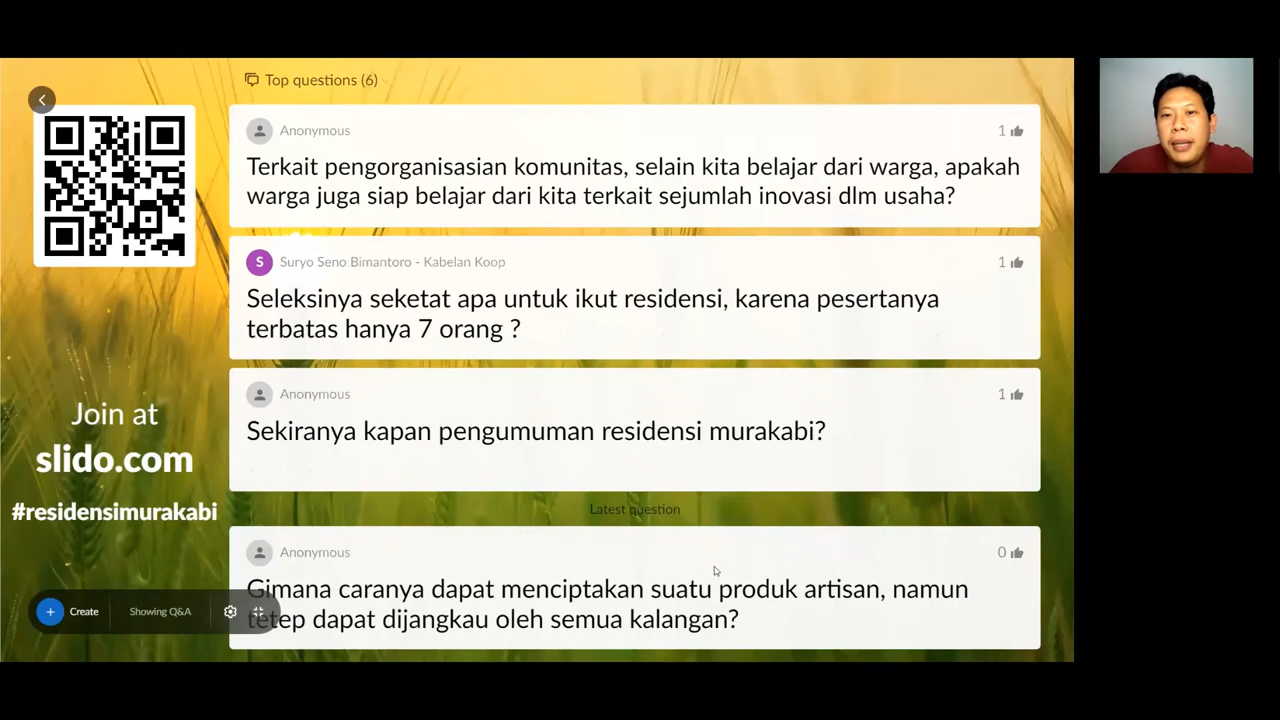 Top questions (6)
Anonymous
1
Terkait pengorganisasian komunitas, selain kita belajar dari warga, apakah
warga juga siap belajar dari kita terkait sejumlah inovasi dlm usaha?
S
Suryo Seno Bimantoro - Kabelan Koop
1
Seleksinya seketat apa untuk ikut residensi, karena pesertanya
terbatas hanya 7 orang ?
Anonymous
1
Sekiranya kapan pengumuman residensi murakabi?
Latest question
Anonymous
0
Gimana caranya dapat menciptakan suatu produk artisan, namun
tetep dapat dijangkau oleh semua kalangan?
Join at
slido.com
#residensimurakabi
Create
Showing Q&A